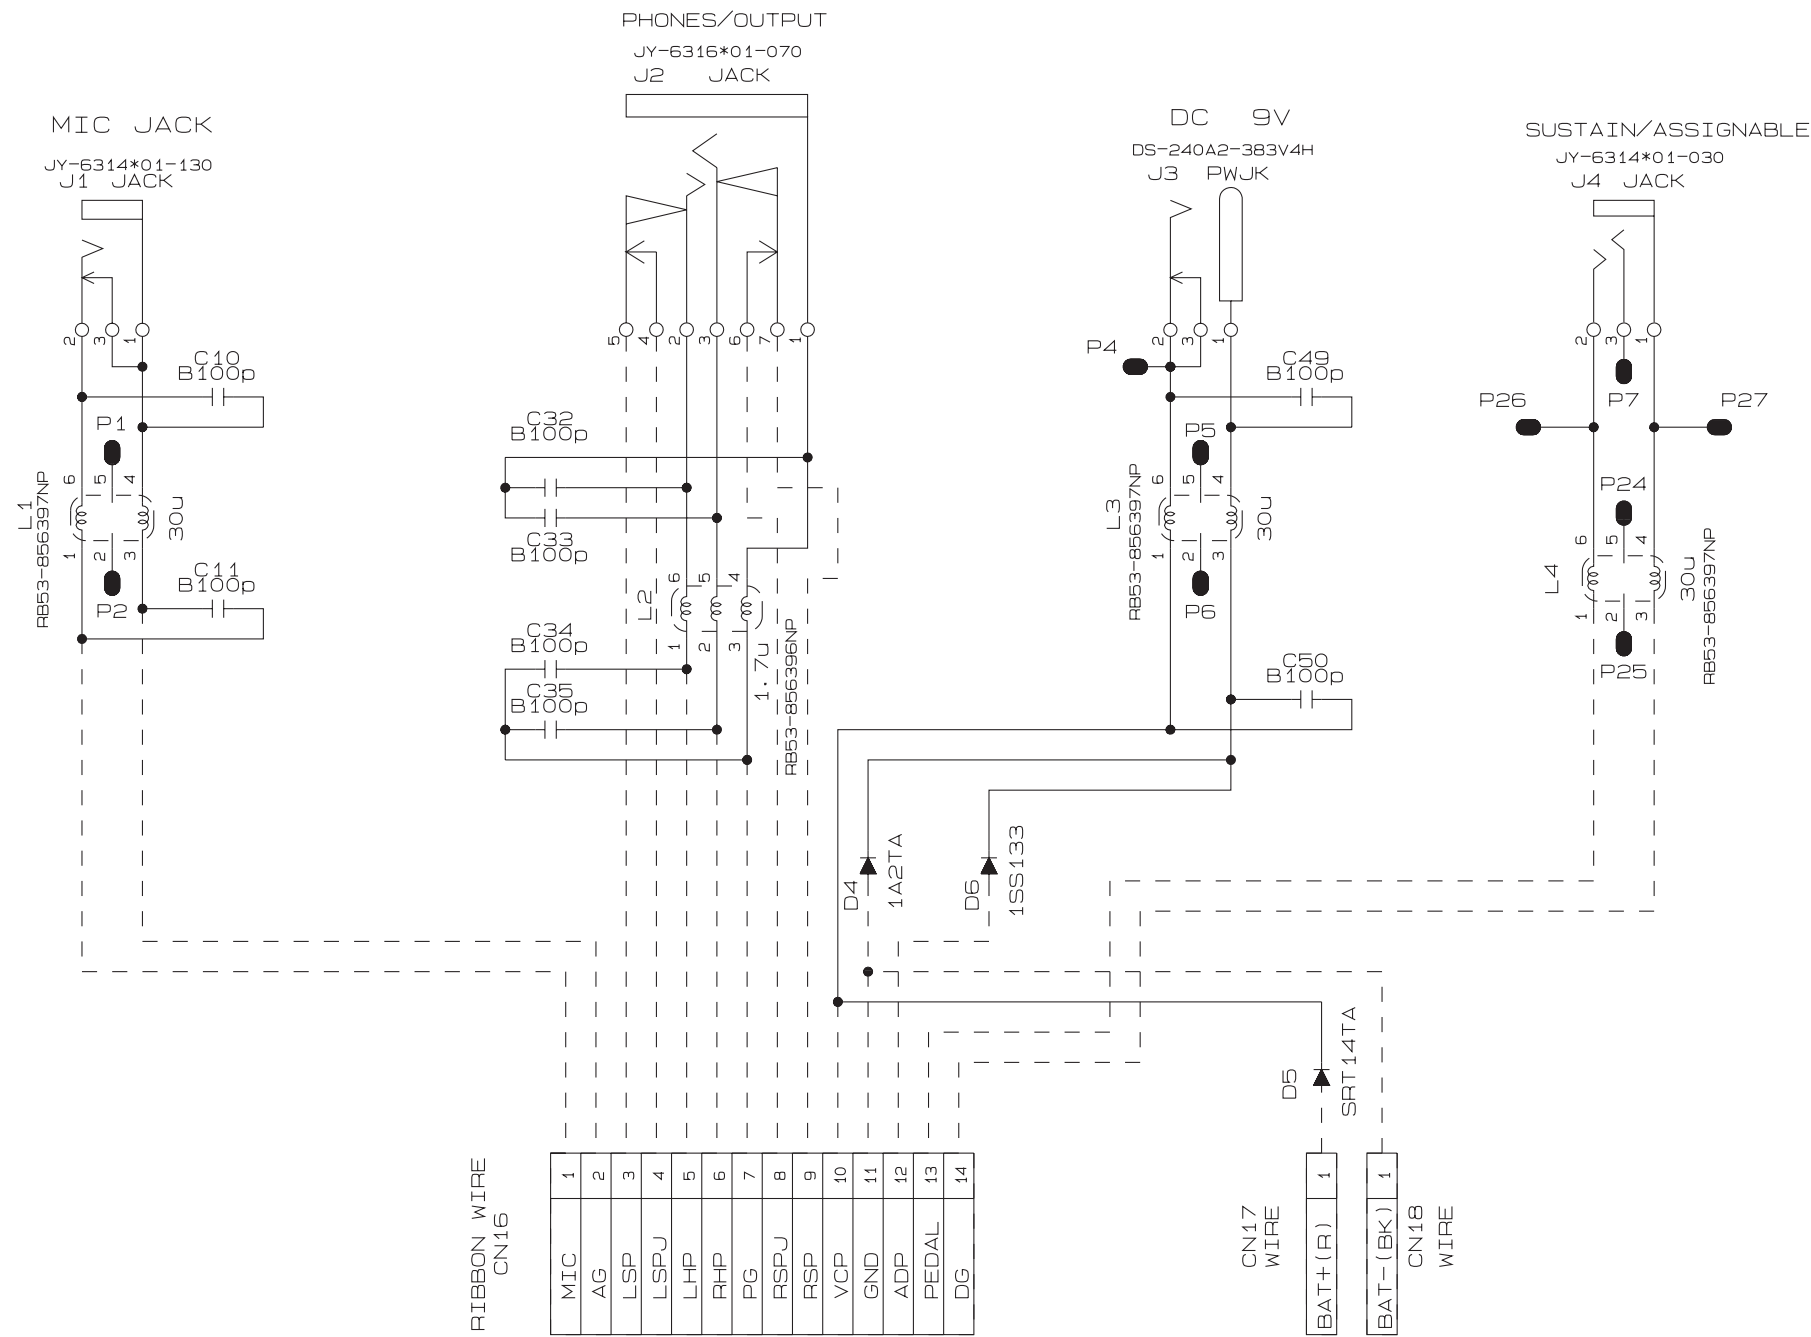 PHONES/OUTPUT
JY-6316*01-070
J2 JACK
MIC JACK
JY-6314*01-130
J1 JACK
DC 9V
DS-240A2-383V4H
J3 PWJK
SUSTAIN/ASSIGNABLE
JY-6314*01-030
J4 JACK
2 3 1
5 4 2 3 6 7 1
2 3 1
2 3 1
C10
B100p
P1
6 5 4
L1
RB53-856397NP
30u
1 2 3
P2
C11
B100p
C32
B100p
C33
B100p
L2
6 5 4
1 2 3
1.7u
RB53-856396NP
C34
B100p
C35
B100p
P4
C49
B100p
P5
6 5 4
L3
RB53-856397NP
30u
1 2 3
P6
C50
B100p
P26
P7
P27
P24
6 5 4
L4
30u
RB53-856397NP
1 2 3
P25
D4
1A2TA
D6
1SS133
D5
SRT14TA
RIBBON WIRE
CN16
1 2 3 4 5 6 7 8 9 10 11 12 13 14
MIC AG LSP LSPJ LHP RHP PG RSPJ RSP VCP GND ADP PEDAL DG
CN17
WIRE
1
BAT+(R)
1
BAT-(BK)
CN18
WIRE